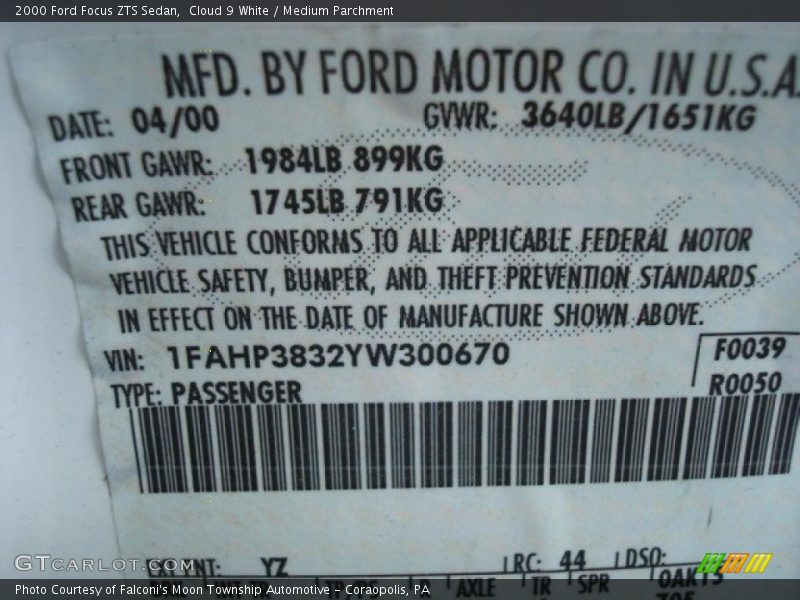 2000 Ford Focus ZTS Sedan,  Cloud 9 White / Medium Parchment
MFD. BY FORD MOTOR CO. IN U.S.A.
DATE: 04/00 GVWR: 3640LB/1651KG
FRONT GAWR: 1984LB 899KG
REAR GAWR: 1745LB 791KG
THIS VEHICLE CONFORMS TO ALL APPLICABLE FEDERAL MOTOR
VEHICLE SAFETY, BUMPER, AND THEFT PREVENTION STANDARDS
IN EFFECT ON THE DATE OF MANUFACTURE SHOWN ABOVE.
VIN: 1FAHP3832YW300670 F0039
TYPE: PASSENGER R0050
EXT PNT: YZ RC: 44 DSO:
GTCARLOT.COM
AXLE TR SPR 0AKT5
Photo Courtesy of Falconi's Moon Township Automotive - Coraopolis, PA